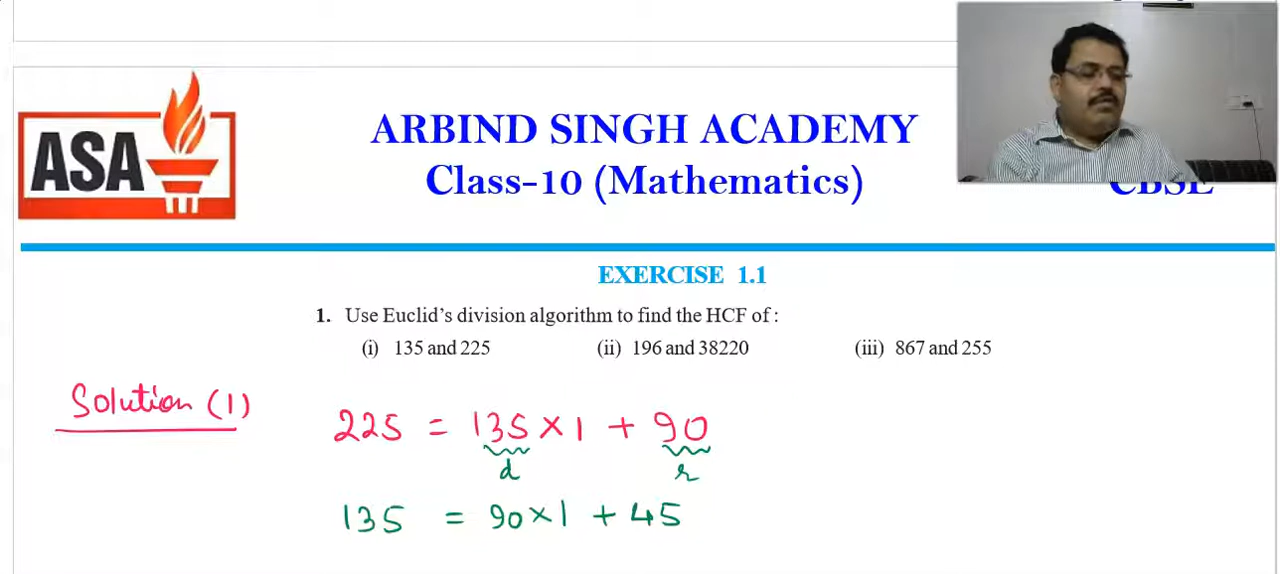 ASA
ARBIND SINGH ACADEMY
Class-10 (Mathematics)
CBSE
EXERCISE 1.1
1. Use Euclid's division algorithm to find the HCF of :
(i) 135 and 225 (ii) 196 and 38220 (iii) 867 and 255
Solution (1)
225 = 135 × 1 + 90
d r
135 = 90 × 1 + 45